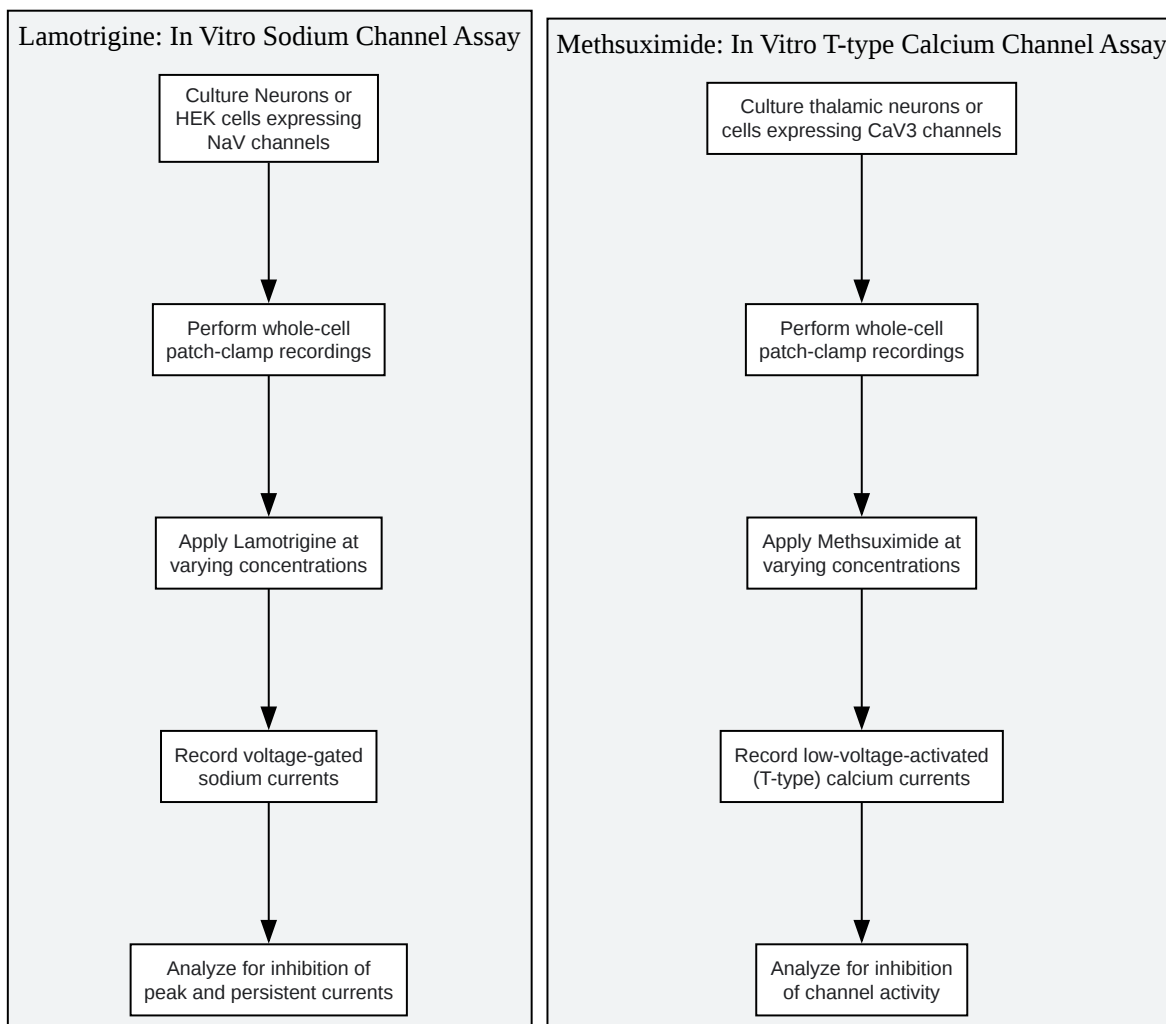 Lamotrigine: In Vitro Sodium Channel Assay
Culture Neurons or
HEK cells expressing
NaV channels
Perform whole-cell
patch-clamp recordings
Apply Lamotrigine at
varying concentrations
Record voltage-gated
sodium currents
Analyze for inhibition of
peak and persistent currents
Methsuximide: In Vitro T-type Calcium Channel Assay
Culture thalamic neurons or
cells expressing CaV3 channels
Perform whole-cell
patch-clamp recordings
Apply Methsuximide at
varying concentrations
Record low-voltage-activated
(T-type) calcium currents
Analyze for inhibition
of channel activity